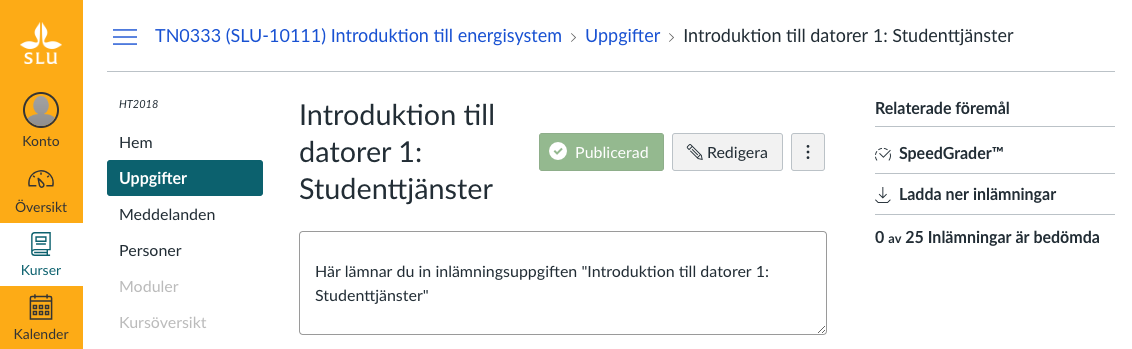 SLU
Konto
Översikt
Kurser
Kalender
TN0333 (SLU-10111) Introduktion till energisystem › Uppgifter › Introduktion till datorer 1: Studenttjänster
HT2018
Hem
Uppgifter
Meddelanden
Personer
Moduler
Kursöversikt
Introduktion till
datorer 1:
Studenttjänster
Publicerad
Redigera
Här lämnar du in inlämningsuppgiften "Introduktion till datorer 1:
Studenttjänster"
Relaterade föremål
SpeedGrader™
Ladda ner inlämningar
0 av 25 Inlämningar är bedömda